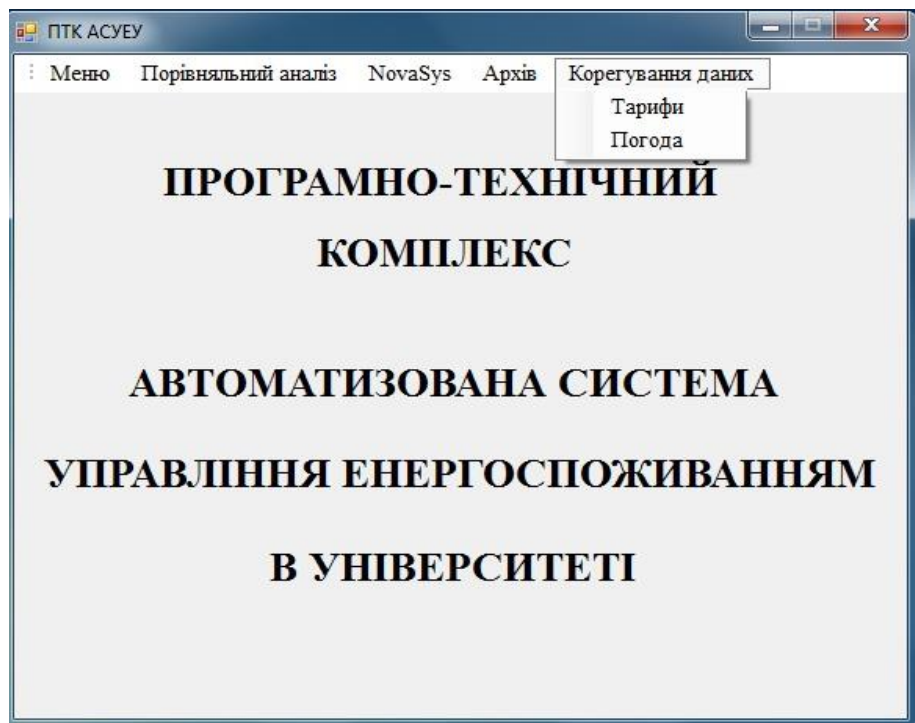 ПТК АСУЕУ
Меню Порівняльний аналіз NovaSys Архів Корегування даних
Тарифи
Погода
ПРОГРАМНО-ТЕХНІЧНИЙ
КОМПЛЕКС
АВТОМАТИЗОВАНА СИСТЕМА
УПРАВЛІННЯ ЕНЕРГОСПОЖИВАННЯМ
В УНІВЕРСИТЕТІ